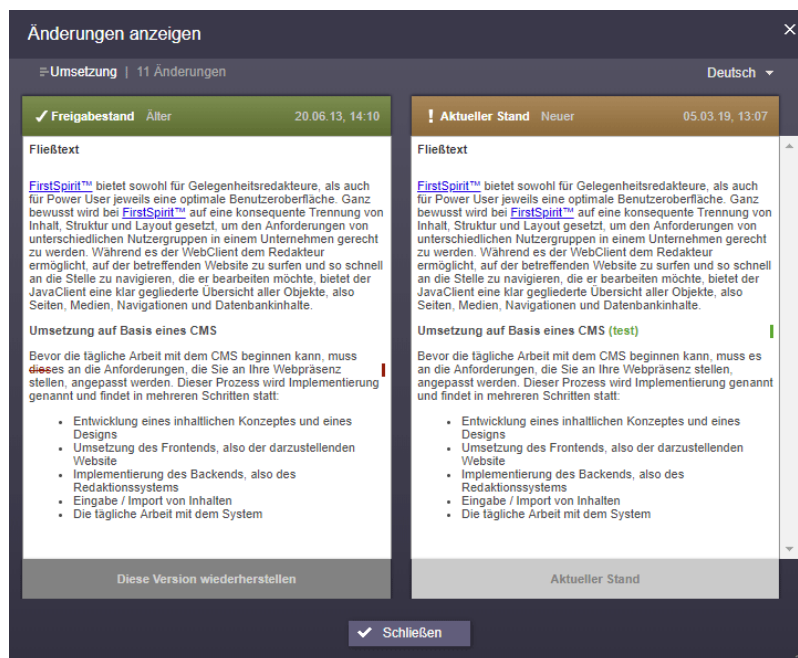 Änderungen anzeigen
Umsetzung | 11 Änderungen
Deutsch
Freigabestand Älter 20.06.13, 14:10
Fließtext
FirstSpirit™ bietet sowohl für Gelegenheitsredakteure, als auch
für Power User jeweils eine optimale Benutzeroberfläche. Ganz
bewusst wird bei FirstSpirit™ auf eine konsequente Trennung von
Inhalt, Struktur und Layout gesetzt, um den Anforderungen von
unterschiedlichen Nutzergruppen in einem Unternehmen gerecht
zu werden. Während es der WebClient dem Redakteur
ermöglicht, auf der betreffenden Website zu surfen und so schnell
an die Stelle zu navigieren, die er bearbeiten möchte, bietet der
JavaClient eine klar gegliederte Übersicht aller Objekte, also
Seiten, Medien, Navigationen und Datenbankinhalte.
Umsetzung auf Basis eines CMS
Bevor die tägliche Arbeit mit dem CMS beginnen kann, muss
dieses an die Anforderungen, die Sie an Ihre Webpräsenz
stellen, angepasst werden. Dieser Prozess wird Implementierung
genannt und findet in mehreren Schritten statt:
• Entwicklung eines inhaltlichen Konzeptes und eines
Designs
• Umsetzung des Frontends, also der darzustellenden
Website
• Implementierung des Backends, also des
Redaktionssystems
• Eingabe / Import von Inhalten
• Die tägliche Arbeit mit dem System
Diese Version wiederherstellen
! Aktueller Stand Neuer 05.03.19, 13:07
Fließtext
FirstSpirit™ bietet sowohl für Gelegenheitsredakteure, als auch
für Power User jeweils eine optimale Benutzeroberfläche. Ganz
bewusst wird bei FirstSpirit™ auf eine konsequente Trennung von
Inhalt, Struktur und Layout gesetzt, um den Anforderungen von
unterschiedlichen Nutzergruppen in einem Unternehmen gerecht
zu werden. Während es der WebClient dem Redakteur
ermöglicht, auf der betreffenden Website zu surfen und so schnell
an die Stelle zu navigieren, die er bearbeiten möchte, bietet der
JavaClient eine klar gegliederte Übersicht aller Objekte, also
Seiten, Medien, Navigationen und Datenbankinhalte.
Umsetzung auf Basis eines CMS (test)
Bevor die tägliche Arbeit mit dem CMS beginnen kann, muss es
an die Anforderungen, die Sie an Ihre Webpräsenz stellen,
angepasst werden. Dieser Prozess wird Implementierung genannt
und findet in mehreren Schritten statt:
• Entwicklung eines inhaltlichen Konzeptes und eines
Designs
• Umsetzung des Frontends, also der darzustellenden
Website
• Implementierung des Backends, also des
Redaktionssystems
• Eingabe / Import von Inhalten
• Die tägliche Arbeit mit dem System
Aktueller Stand
Schließen